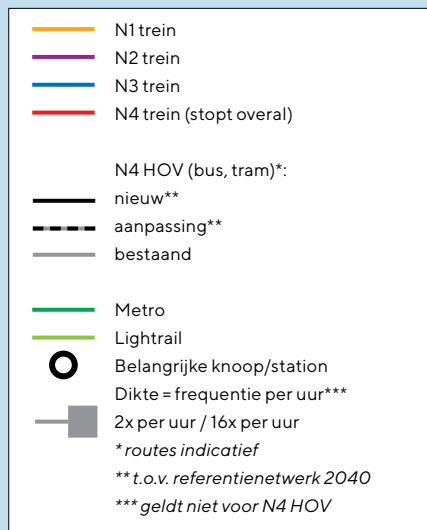 N1 trein
N2 trein
N3 trein
N4 trein (stopt overal)
N4 HOV (bus, tram)*:
nieuw**
aanpassing**
bestaand
Metro
Lightrail
Belangrijke knoop/station
Dikte = frequentie per uur***
2x per uur / 16x per uur
* routes indicatief
** t.o.v. referentienetwerk 2040
*** geldt niet voor N4 HOV